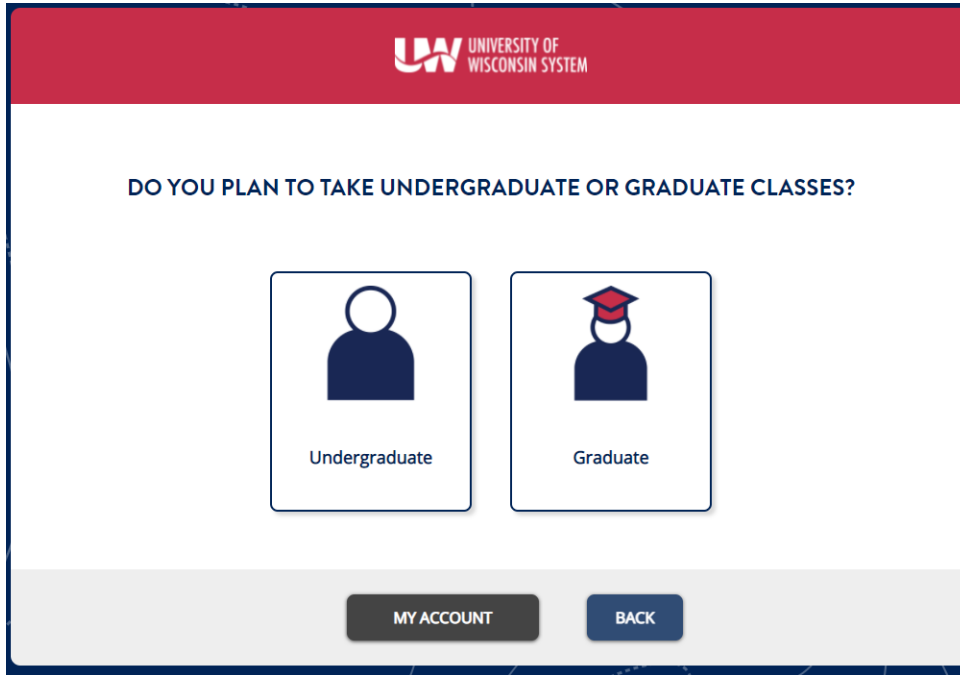 UW UNIVERSITY OF
WISCONSIN SYSTEM
DO YOU PLAN TO TAKE UNDERGRADUATE OR GRADUATE CLASSES?
Undergraduate
Graduate
MY ACCOUNT
BACK